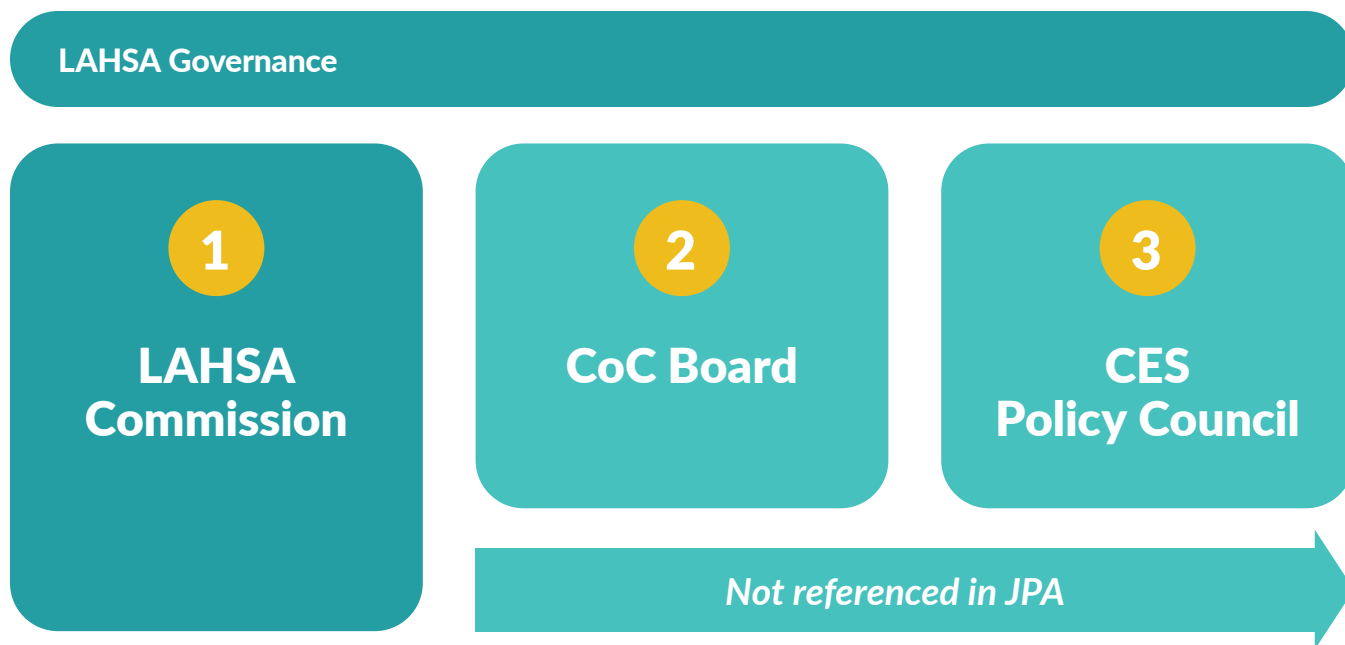 LAHSA Governance
1
LAHSA
Commission
2
CoC Board
3
CES
Policy Council
Not referenced in JPA